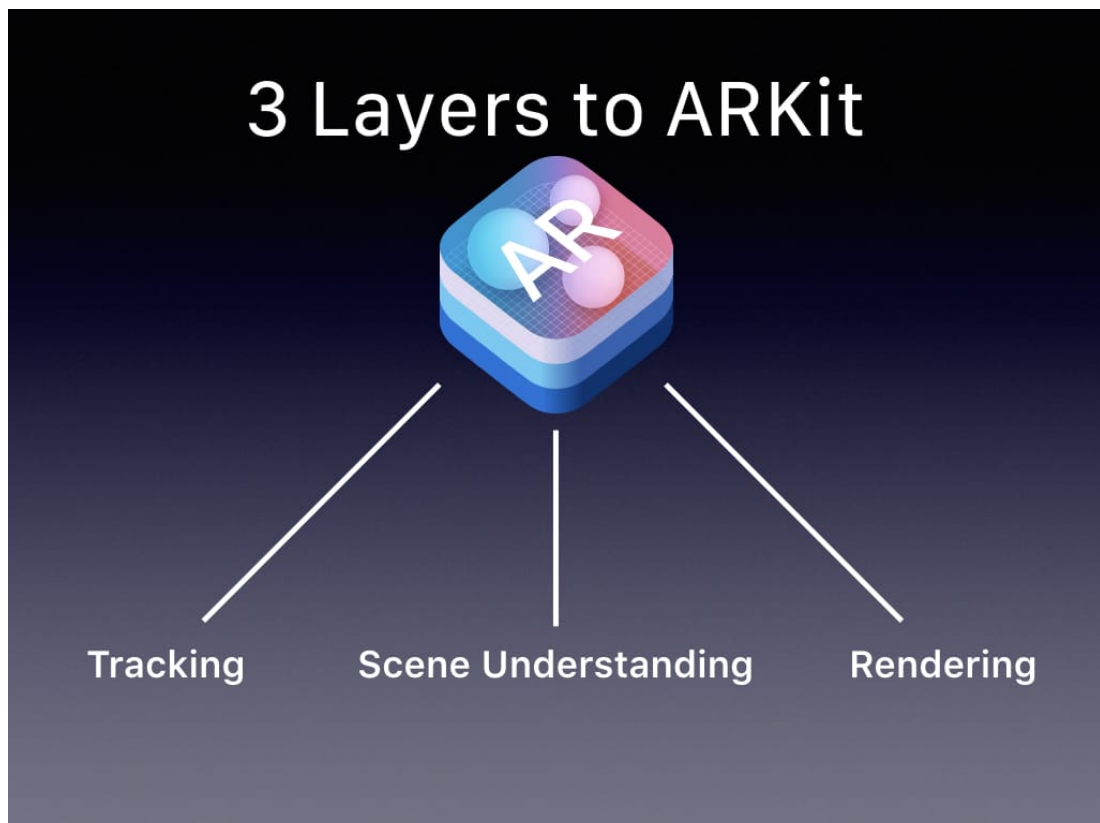 3 Layers to ARKit
AR
Tracking
Scene Understanding
Rendering